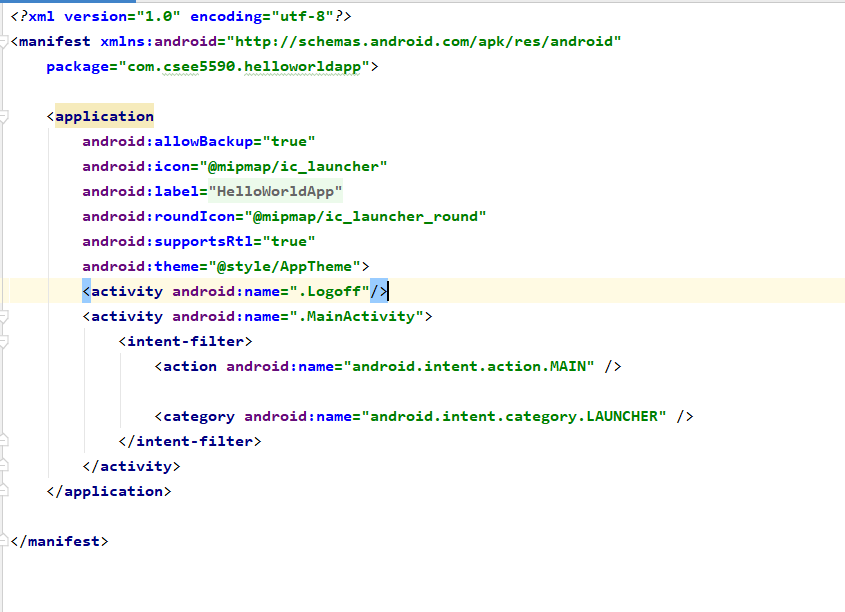 <?xml version="1.0" encoding="utf-8"?>
<manifest xmlns:android="http://schemas.android.com/apk/res/android"
    package="com.csee5590.helloworldapp">
    <application
        android:allowBackup="true"
        android:icon="@mipmap/ic_launcher"
        android:label="HelloWorldApp"
        android:roundIcon="@mipmap/ic_launcher_round"
        android:supportsRtl="true"
        android:theme="@style/AppTheme">
        <activity android:name=".Logoff"/>
        <activity android:name=".MainActivity">
            <intent-filter>
                <action android:name="android.intent.action.MAIN" />
                <category android:name="android.intent.category.LAUNCHER" />
            </intent-filter>
        </activity>
    </application>
</manifest>